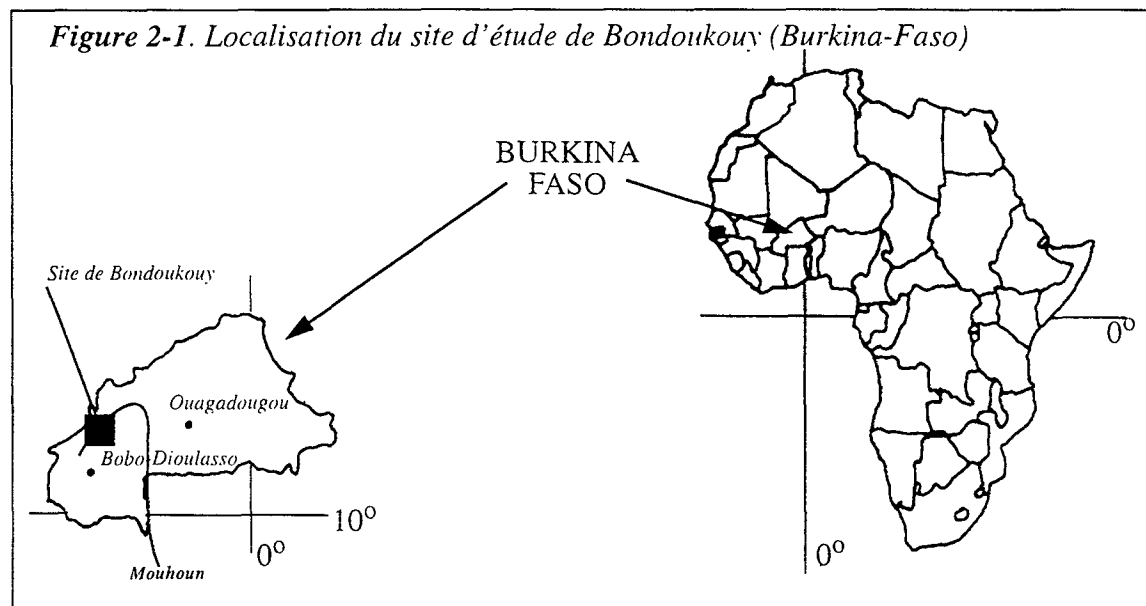 Figure 2-1. Localisation du site d'étude de Bondoukouy (Burkina-Faso)
BURKINA
FASO
Site de Bondoukouy
Ouagadougou
Bobo-Dioulasso
10°
0°
Mouhoun
0°
0°